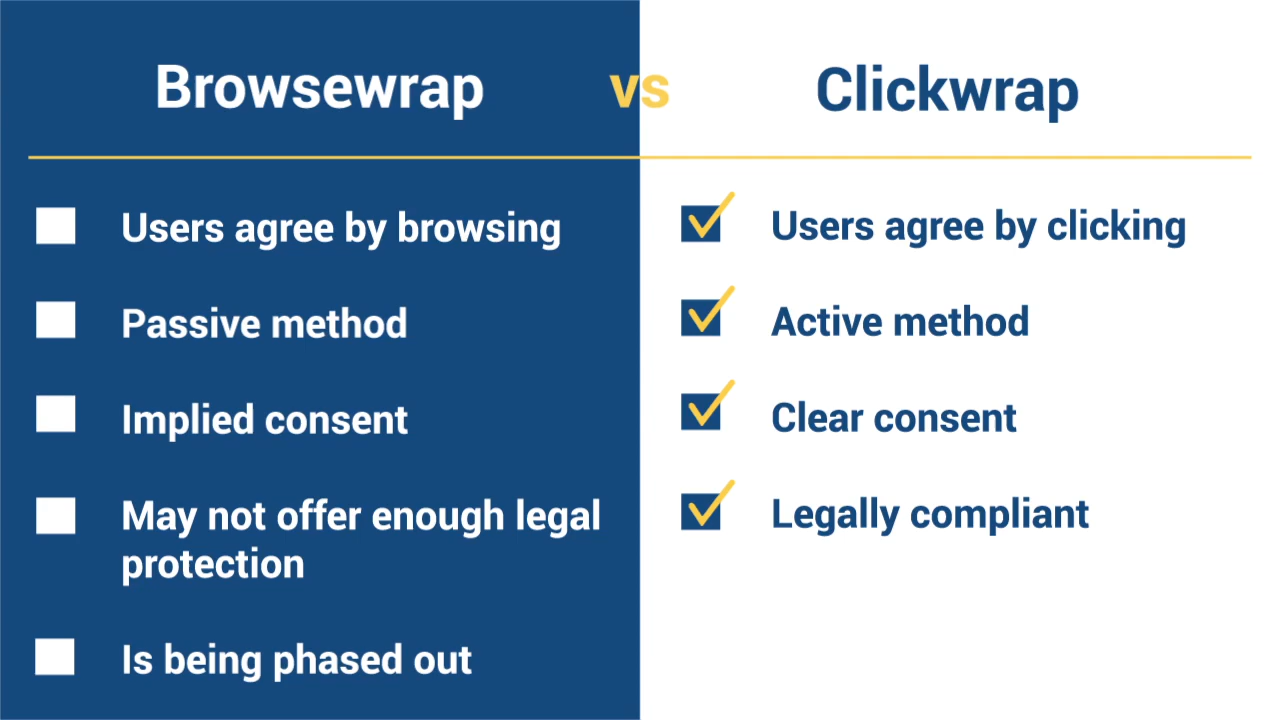 Browsewrap vs Clickwrap
Users agree by browsing
Passive method
Implied consent
May not offer enough legal
protection
Is being phased out
Users agree by clicking
Active method
Clear consent
Legally compliant